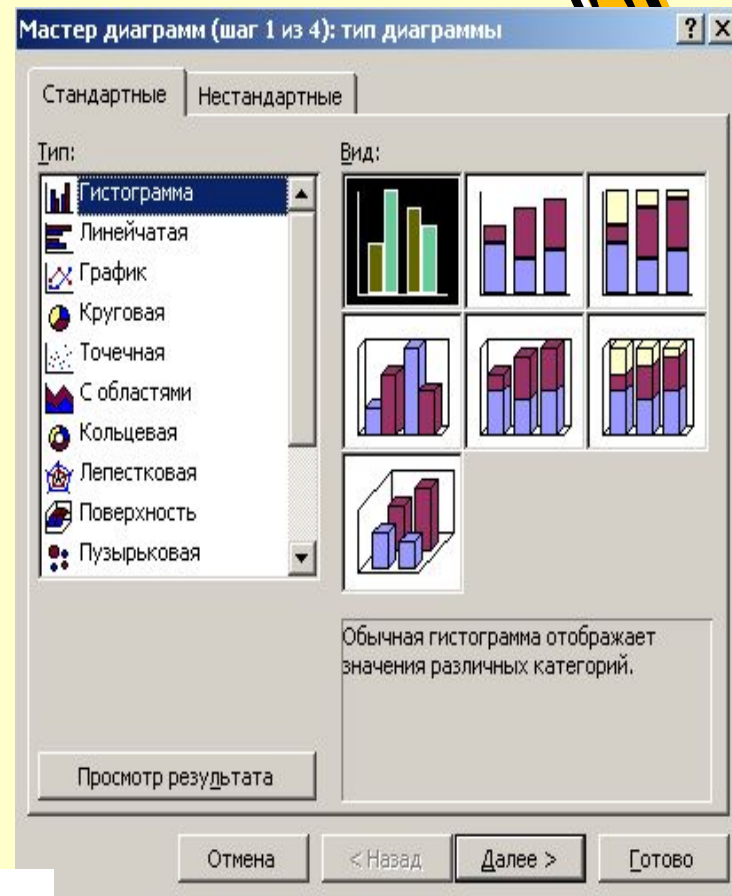 Мастер диаграмм (шаг 1 из 4): тип диаграммы
Стандартные Нестандартные
Тип:
Гистограмма
Линейчатая
График
Круговая
Точечная
С областями
Кольцевая
Лепестковая
Поверхность
Пузырьковая
Вид:
Обычная гистограмма отображает
значения различных категорий.
Просмотр результата
Отмена < Назад Далее > Готово